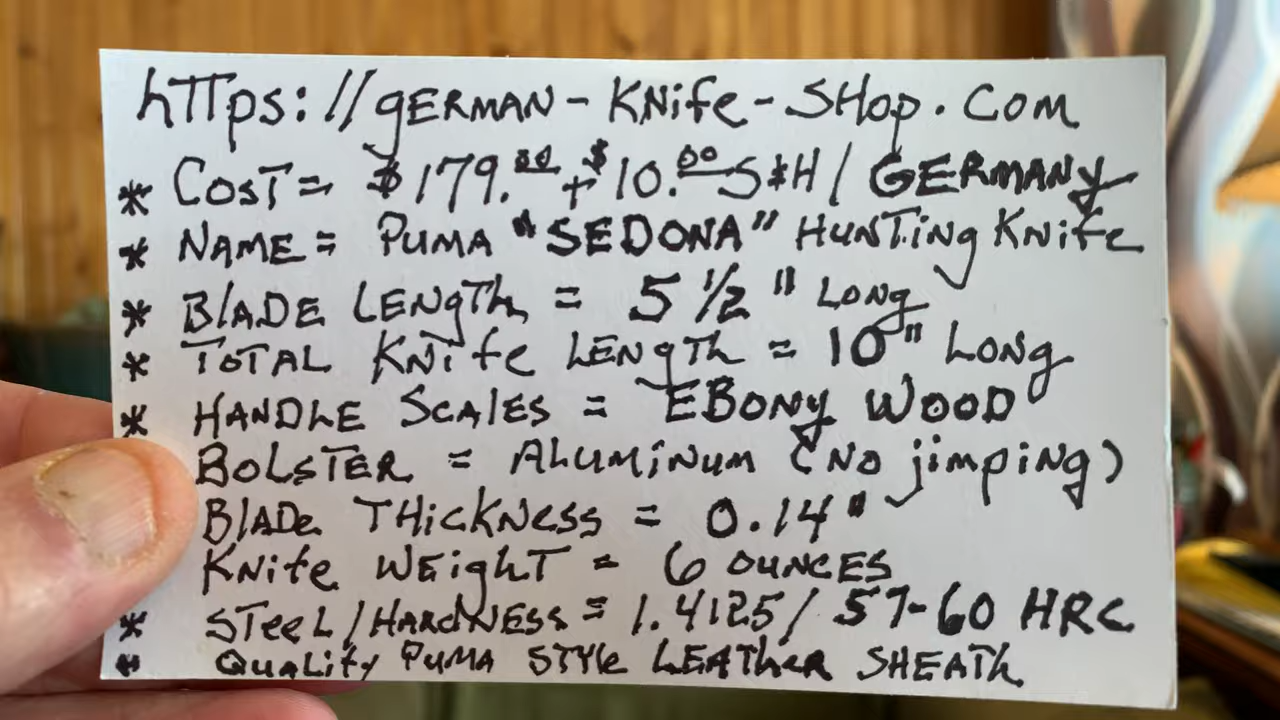 https://german-knife-shop.com
* Cost = $179.00 + $10.00 S&H / GERMANY
* NAME = PUMA "SEDONA" HUNTING KNIFE
* BLADE LENGTH = 5 1/2" LONG
* TOTAL KNIFE LENGTH = 10" LONG
* HANDLE SCALES = EBONY WOOD
BOLSTER = ALUMINUM (NO jimping)
BLADE THICKNESS = 0.14"
KNIFE WEIGHT = 6 OUNCES
* STEEL/HARDNESS = 1.4125 / 57-60 HRC
* QUALITY PUMA STYLE LEATHER SHEATH